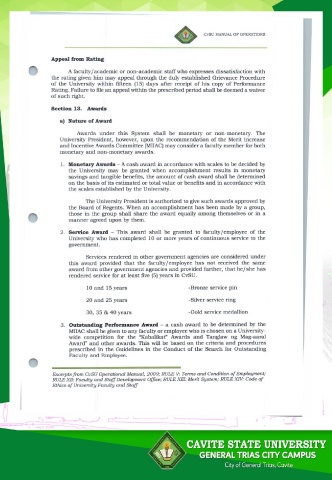 CvSU MANUAL OF OPERATIONS
Appeal from Rating
A faculty/academic or non-academic staff who expresses dissatisfaction with
the rating given him may appeal through the duly established Grievance Procedure
of the University within fifteen (15) days after receipt of his copy of Performance
Rating. Failure to file an appeal within the prescribed period shall be deemed a waiver
of such right.
Section 13. Awards
a) Nature of Award
Awards under this System shall be monetary or non-monetary. The
University President, however, upon the recommendation of the Merit Increase
and Incentive Awards Committee (MIIAC) may consider a faculty member for both
monetary and non-monetary awards.
1. Monetary Awards - A cash award in accordance with scales to be decided by
the University may be granted when accomplishment results in monetary
savings and tangible benefits, the amount of cash award shall be determined
on the basis of its estimated or total value or benefits and in accordance with
the scales established by the University.
The University President is authorized to give such awards approved by
the Board of Regents. When an accomplishment has been made by a group,
those in the group shall share the award equally among themselves or in a
manner agreed upon by them.
2. Service Award - This award shall be granted to faculty/employee of the
University who has completed 10 or more years of continuous service to the
government.
Services rendered in other government agencies are considered under
this award provided that the faculty/employee has not received the same
award from other government agencies and provided further, that he/she has
rendered service for at least five (5) years in CvSU.
10 and 15 years -Bronze service pin
20 and 25 years -Silver service ring
30, 35 & 40 years -Gold service medallion
3. Outstanding Performance Award - a cash award to be determined by the
MIIAC shall be given to any faculty or employee who is chosen on a University-
wide competition for the "Kabalikat" Awards and Tanglaw ng Mag-aaral
Award" and other awards. This will be based on the criteria and procedures
prescribed in the Guidelines in the Conduct of the Search for Outstanding
Faculty and Employee.
Excerpts from CvSU Operational Manual, 2009; RULE V: Terms and Condition of Employment;
RULE XII: Faculty and Staff Development Office; RULE XIII: Merit System; RULE XIV: Code of
Ethics of University Faculty and Staff
CAVITE STATE UNIVERSITY
GENERAL TRIAS CITY CAMPUS
City of General Trias, Cavite